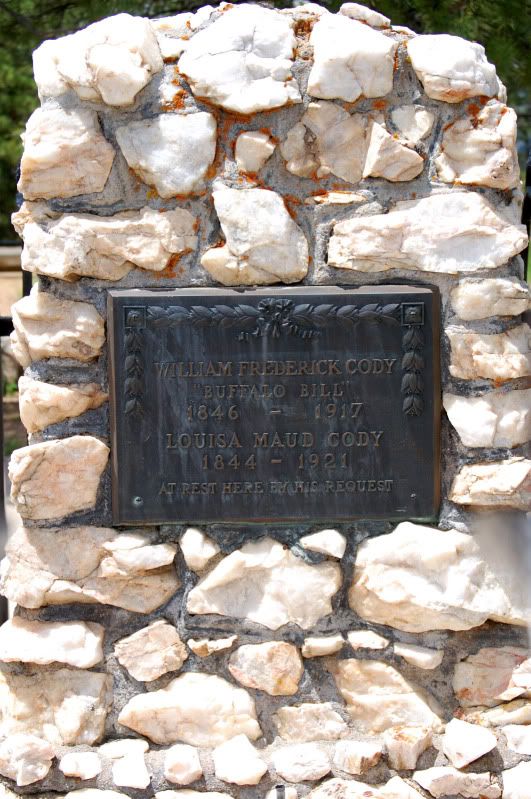 WILLIAM FREDERICK CODY
"BUFFALO BILL"
1846 – 1917
LOUISA MAUD CODY
1844 – 1921
AT REST HERE BY HIS REQUEST